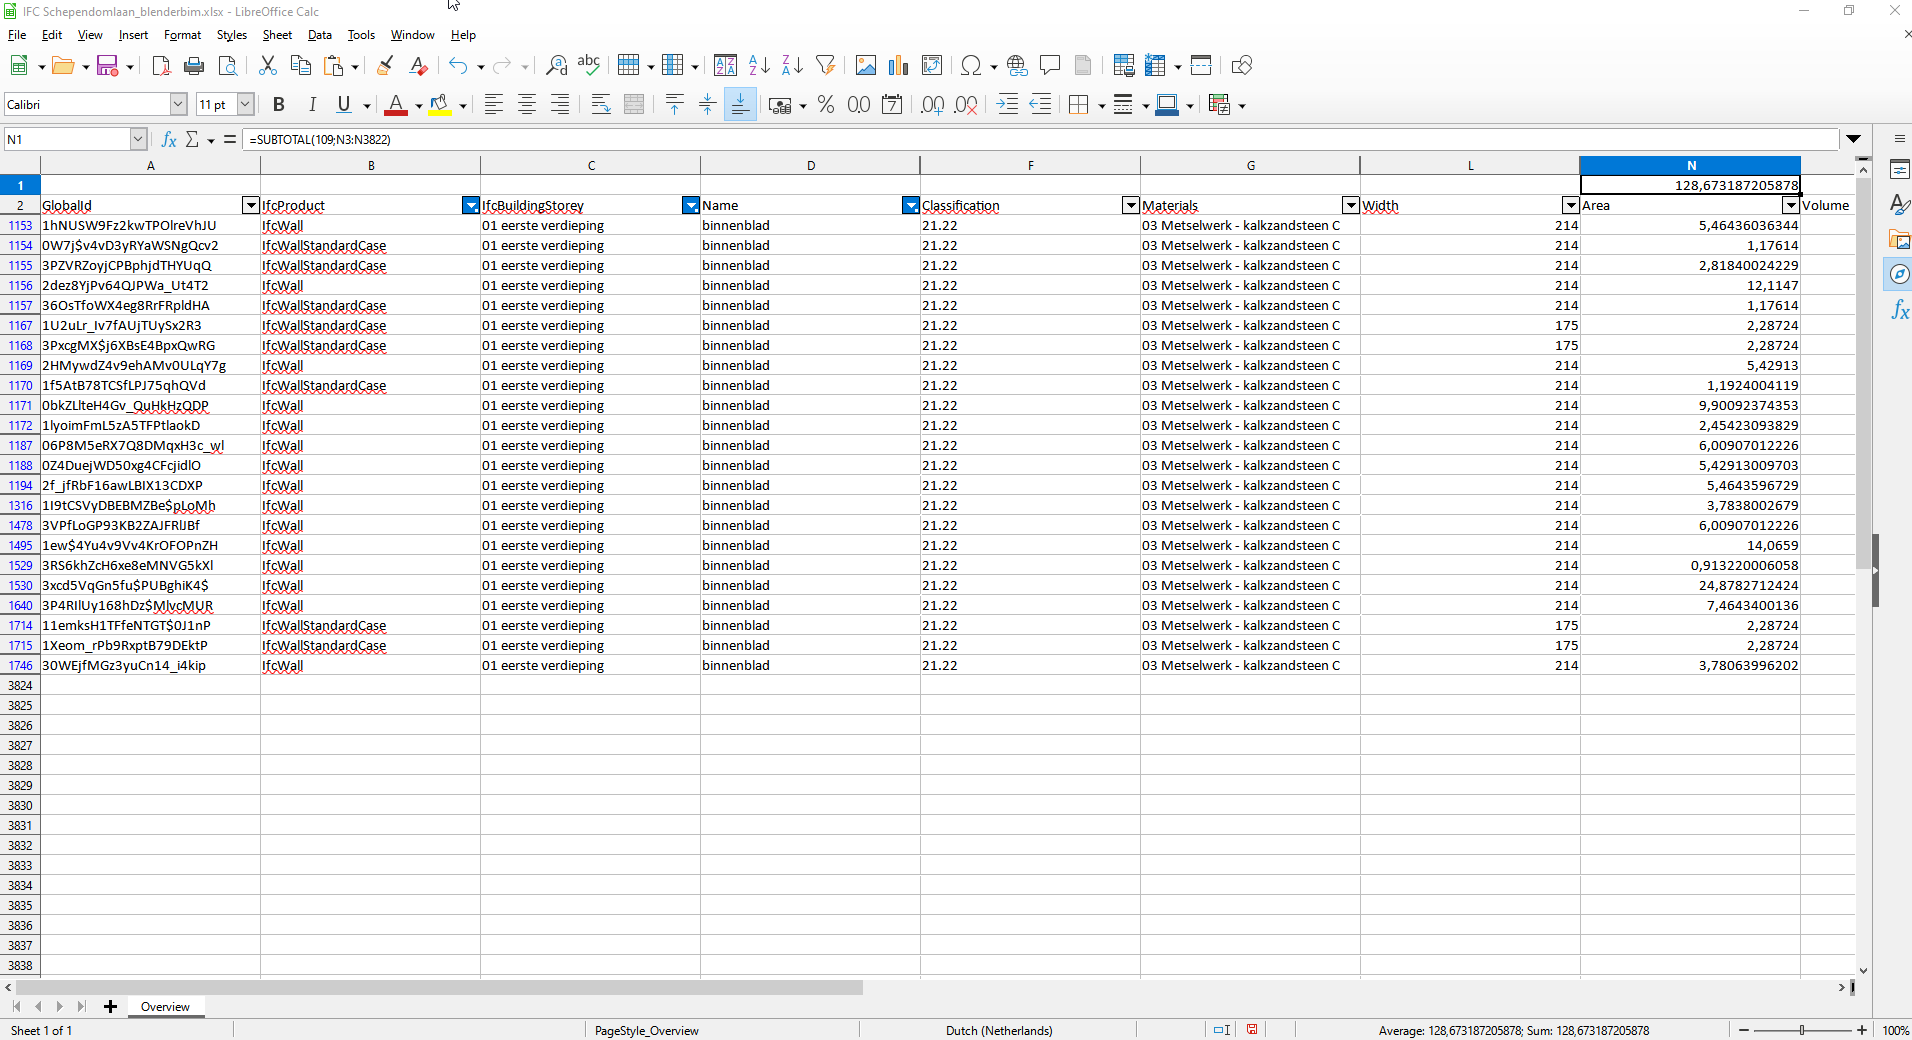 IFC Schependomlaan_blenderbim.xlsx - LibreOffice Calc
File Edit View Insert Format Styles Sheet Data Tools Window Help
Calibri 11 pt B I U A
N1 fx Σ = =SUBTOTAL(109;N3:N3822)
A B C D F G L N
1 128,673187205878
2 GlobalId IfcProduct IfcBuildingStorey Name Classification Materials Width Area Volume
1153 1hNUSW9Fz2kwTPOlreVhJU IfcWall 01 eerste verdieping binnenblad 21.22 03 Metselwerk - kalkzandsteen C 214 5,46436036344
1154 0W7j$v4vD3yRYaWSNgQcv2 IfcWallStandardCase 01 eerste verdieping binnenblad 21.22 03 Metselwerk - kalkzandsteen C 214 1,17614
1155 3PZVRZoyjCPBphjdTHYUqQ IfcWallStandardCase 01 eerste verdieping binnenblad 21.22 03 Metselwerk - kalkzandsteen C 214 2,81840024229
1156 2dez8YjPv64QJPWa_Ut4T2 IfcWall 01 eerste verdieping binnenblad 21.22 03 Metselwerk - kalkzandsteen C 214 12,1147
1157 36OsTfoWX4eg8RrFRpldHA IfcWallStandardCase 01 eerste verdieping binnenblad 21.22 03 Metselwerk - kalkzandsteen C 214 1,17614
1167 1U2uLr_Iv7fAUjTUySx2R3 IfcWallStandardCase 01 eerste verdieping binnenblad 21.22 03 Metselwerk - kalkzandsteen C 175 2,28724
1168 3PxcgMX$j6XBsE4BpxQwRG IfcWallStandardCase 01 eerste verdieping binnenblad 21.22 03 Metselwerk - kalkzandsteen C 175 2,28724
1169 2HMywdZ4v9ehAMv0ULqY7g IfcWall 01 eerste verdieping binnenblad 21.22 03 Metselwerk - kalkzandsteen C 214 5,42913
1170 1f5AtB78TCSfLPJ75qhQVd IfcWallStandardCase 01 eerste verdieping binnenblad 21.22 03 Metselwerk - kalkzandsteen C 214 1,1924004119
1171 0bkZLlteH4Gv_QuHkHzQDP IfcWall 01 eerste verdieping binnenblad 21.22 03 Metselwerk - kalkzandsteen C 214 9,90092374353
1172 1lyoimFmL5zA5TFPtlaokD IfcWall 01 eerste verdieping binnenblad 21.22 03 Metselwerk - kalkzandsteen C 214 2,45423093829
1187 06P8M5eRX7Q8DMqxH3c_wl IfcWall 01 eerste verdieping binnenblad 21.22 03 Metselwerk - kalkzandsteen C 214 6,00907012226
1188 0Z4DuejWD50xg4CFcjidlO IfcWall 01 eerste verdieping binnenblad 21.22 03 Metselwerk - kalkzandsteen C 214 5,42913009703
1194 2f_jfRbF16awLBIX13CDXP IfcWall 01 eerste verdieping binnenblad 21.22 03 Metselwerk - kalkzandsteen C 214 5,4643596729
1316 1I9tCSVyDBEBMZBe$pLoMh IfcWall 01 eerste verdieping binnenblad 21.22 03 Metselwerk - kalkzandsteen C 214 3,7838002679
1478 3VPfLoGP93KB2ZAJFRlJBf IfcWall 01 eerste verdieping binnenblad 21.22 03 Metselwerk - kalkzandsteen C 214 6,00907012226
1495 1ew$4Yu4v9Vv4KrOFOPnZH IfcWall 01 eerste verdieping binnenblad 21.22 03 Metselwerk - kalkzandsteen C 214 14,0659
1529 3RS6khZcH6xe8eMNVG5kXl IfcWall 01 eerste verdieping binnenblad 21.22 03 Metselwerk - kalkzandsteen C 214 0,913220006058
1530 3xcd5VqGn5fu$PUBghiK4$ IfcWall 01 eerste verdieping binnenblad 21.22 03 Metselwerk - kalkzandsteen C 214 24,8782712424
1640 3P4RIlUy168hDz$MlvcMUR IfcWall 01 eerste verdieping binnenblad 21.22 03 Metselwerk - kalkzandsteen C 214 7,4643400136
1714 11emksH1TFfeNTGT$0J1nP IfcWallStandardCase 01 eerste verdieping binnenblad 21.22 03 Metselwerk - kalkzandsteen C 175 2,28724
1715 1Xeom_rPb9RxptB79DEktP IfcWallStandardCase 01 eerste verdieping binnenblad 21.22 03 Metselwerk - kalkzandsteen C 175 2,28724
1746 30WEjfMGz3yuCn14_i4kip IfcWall 01 eerste verdieping binnenblad 21.22 03 Metselwerk - kalkzandsteen C 214 3,78063996202
3824
3825
3826
3827
3828
3829
3830
3831
3832
3833
3834
3835
3836
3837
3838
Overview
Sheet 1 of 1 PageStyle_Overview Dutch (Netherlands) Average: 128,673187205878; Sum: 128,673187205878 100%